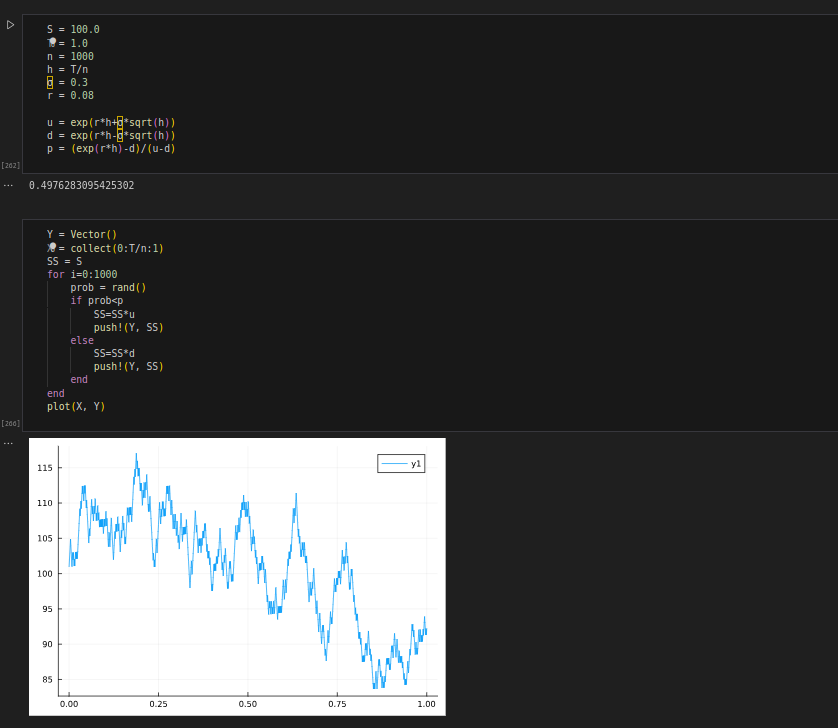 S = 100.0
T = 1.0
n = 1000
h = T/n
σ = 0.3
r = 0.08
u = exp(r*h+σ*sqrt(h))
d = exp(r*h-σ*sqrt(h))
p = (exp(r*h)-d)/(u-d)
[262]
... 0.4976283095425302
Y = Vector()
X = collect(0:T/n:1)
SS = S
for i=0:1000
prob = rand()
if prob<p
SS=SS*u
push!(Y, SS)
else
SS=SS*d
push!(Y, SS)
end
end
plot(X, Y)
[266]
...
y1
115
110
105
100
95
90
85
0.00 0.25 0.50 0.75 1.00